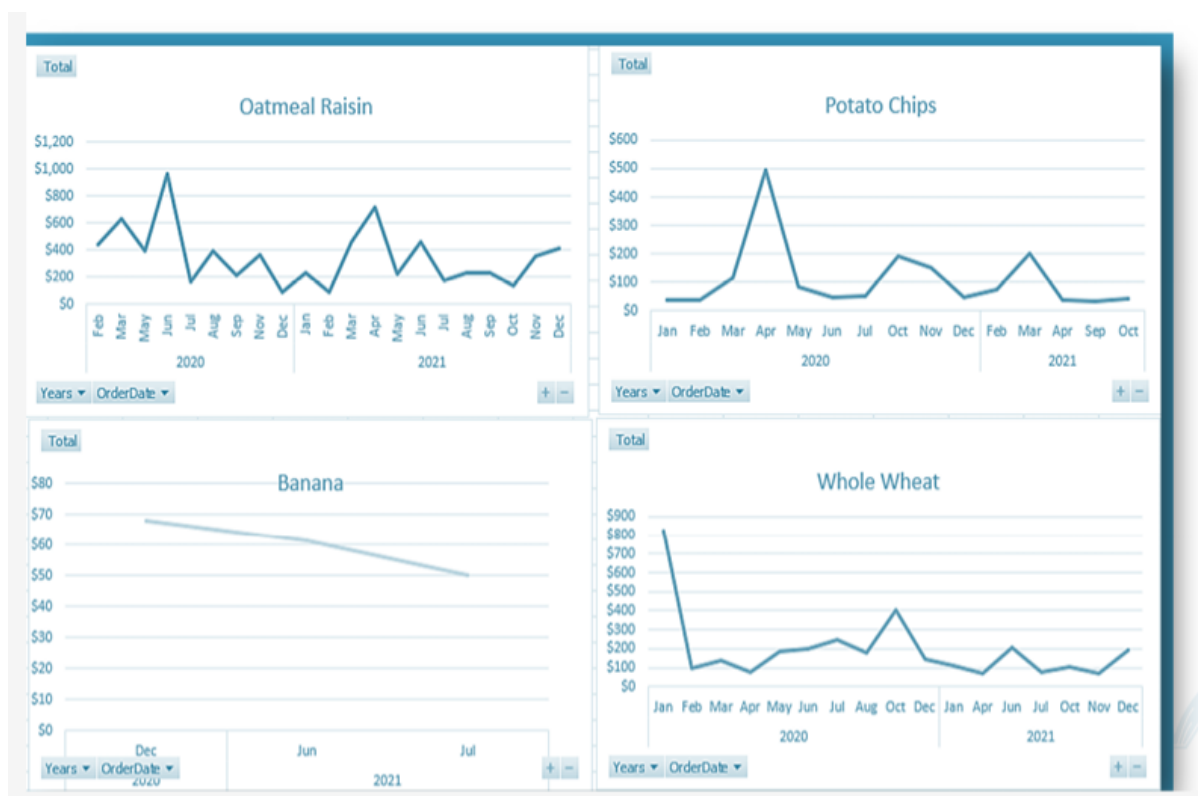 Total
Oatmeal Raisin
$1,200
$1,000
$800
$600
$400
$200
$0
Feb Mar May Jun Jul Aug Sep Nov Dec Jan Feb Mar Apr May Jun Jul Aug Sep Oct Nov Dec
2020 2021
Years OrderDate + -
Total
Potato Chips
$600
$500
$400
$300
$200
$100
$0
Jan Feb Mar Apr May Jun Jul Oct Nov Dec Feb Mar Apr Sep Oct
2020 2021
Years OrderDate + -
Total
Banana
$80
$70
$60
$50
$40
$30
$20
$10
$0
Dec Jun Jul
Years OrderDate + -
2020 2021
Total
Whole Wheat
$900
$800
$700
$600
$500
$400
$300
$200
$100
$0
Jan Feb Mar Apr May Jun Jul Aug Oct Dec Jan Apr Jun Jul Oct Nov Dec
2020 2021
Years OrderDate + -